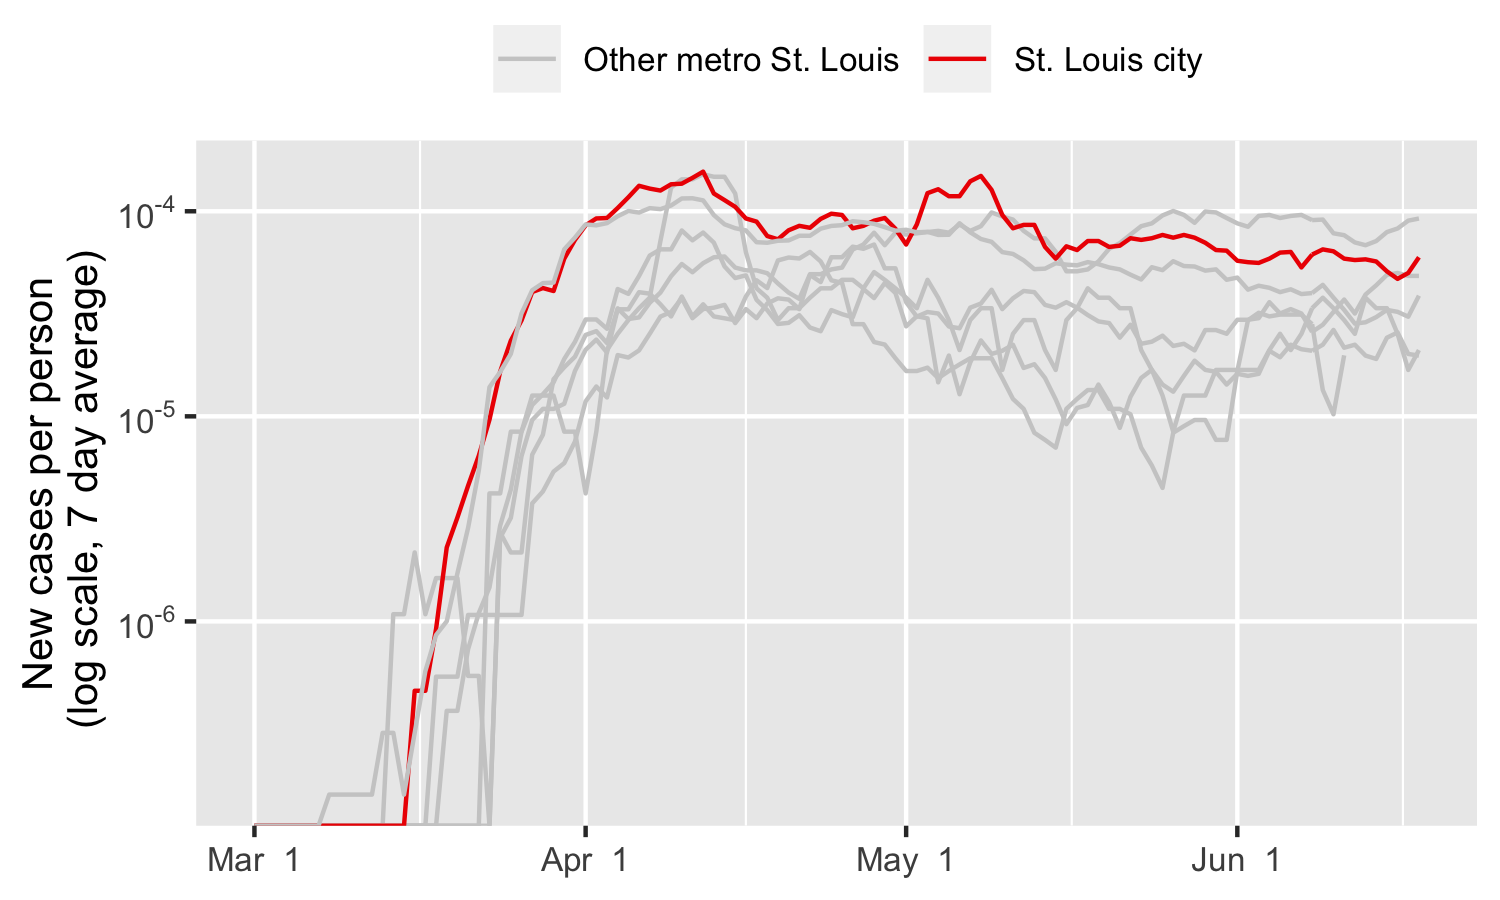 Other metro St. Louis
St. Louis city
New cases per person
(log scale, 7 day average)
10-4
10-5
10-6
Mar 1
Apr 1
May 1
Jun 1